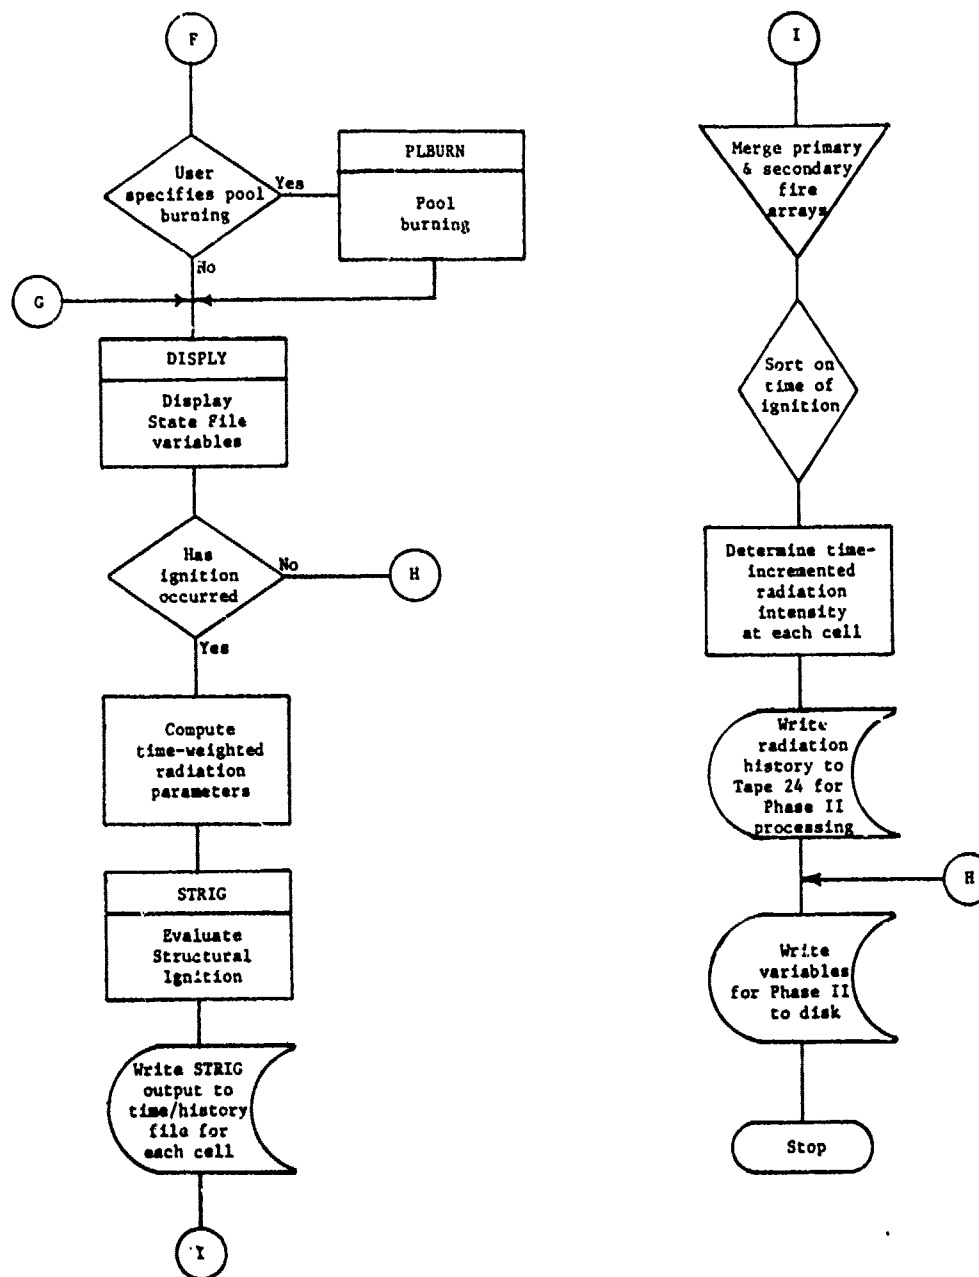 F
User
specifies pool
burning
Yes
No
PLBURN
Pool
burning
G
DISPLY
Display
State File
variables
Has
ignition
occurred
No
H
Yes
Compute
time-weighted
radiation
parameters
STRIG
Evaluate
Structural
Ignition
Write STRIG
output to
time/history
file for
each cell
I
I
Merge primary
& secondary
fire
arrays
Sort on
time of
ignition
Determine time-
incremented
radiation
intensity
at each cell
Write
radiation
history to
Tape 24 for
Phase II
processing
H
Write
variables
for Phase II
to disk
Stop